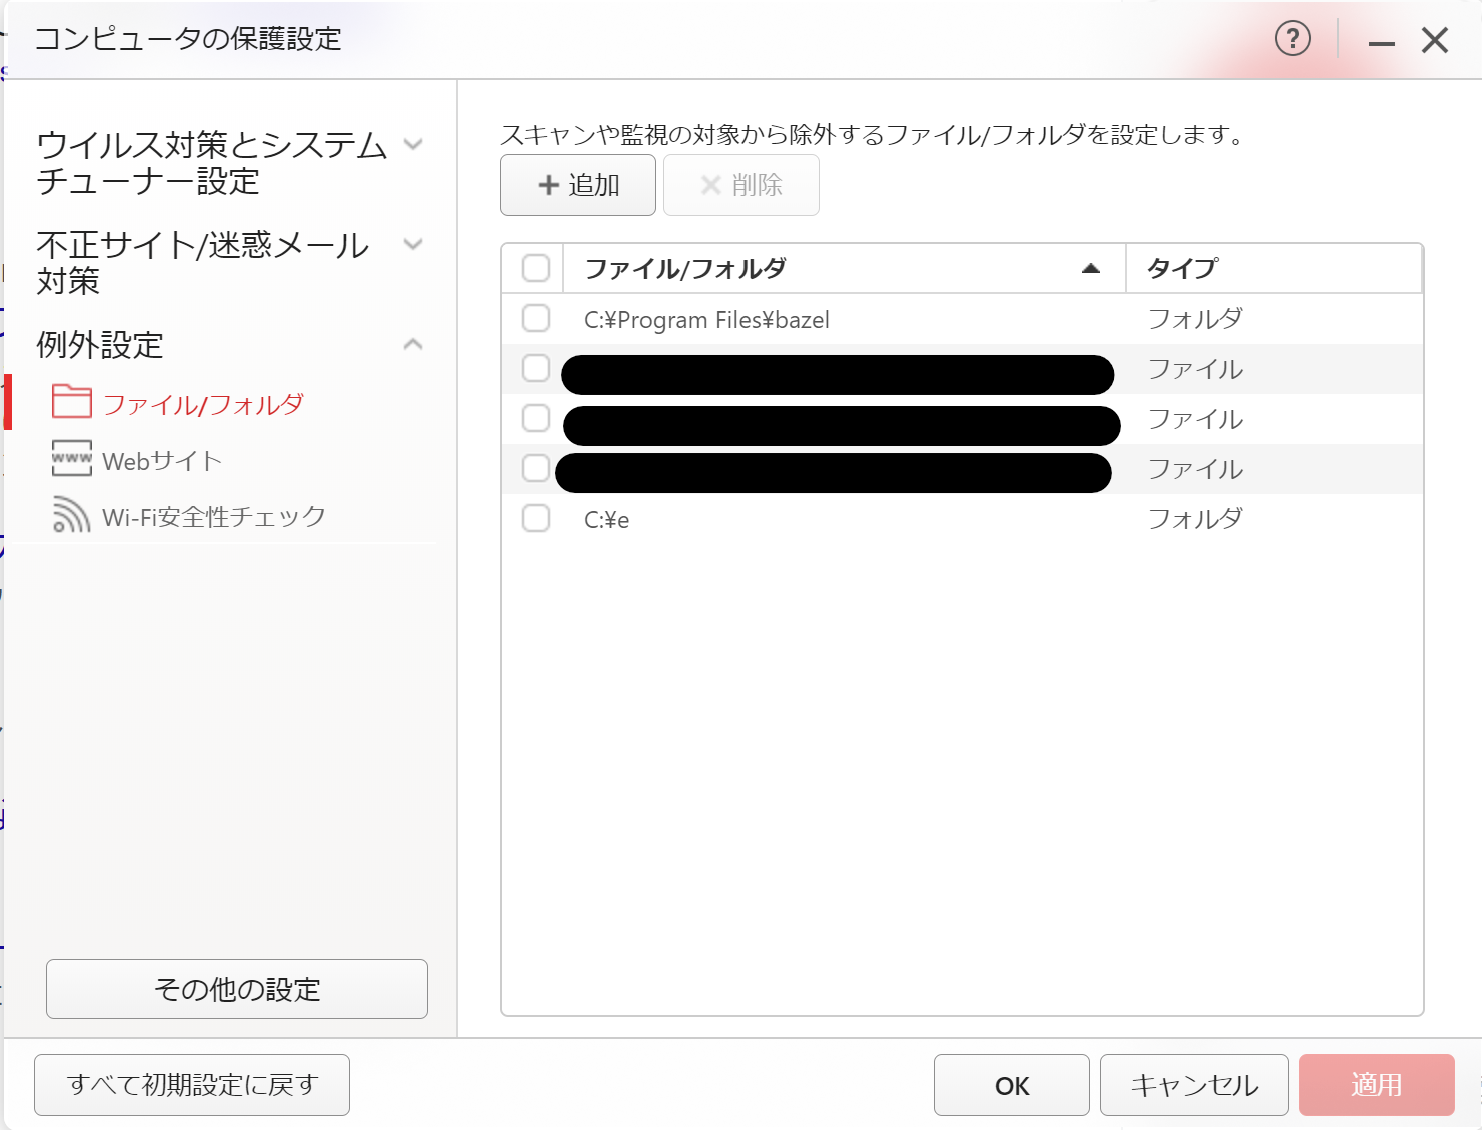 コンピュータの保護設定
ウイルス対策とシステム
チューナー設定
不正サイト/迷惑メール
対策
例外設定
ファイル/フォルダ
www Webサイト
Wi-Fi安全性チェック
その他の設定
スキャンや監視の対象から除外するファイル/フォルダを設定します。
+ 追加 × 削除
ファイル/フォルダ ▲ タイプ
C:¥Program Files¥bazel フォルダ
ファイル
ファイル
ファイル
C:¥e フォルダ
すべて初期設定に戻す OK キャンセル 適用